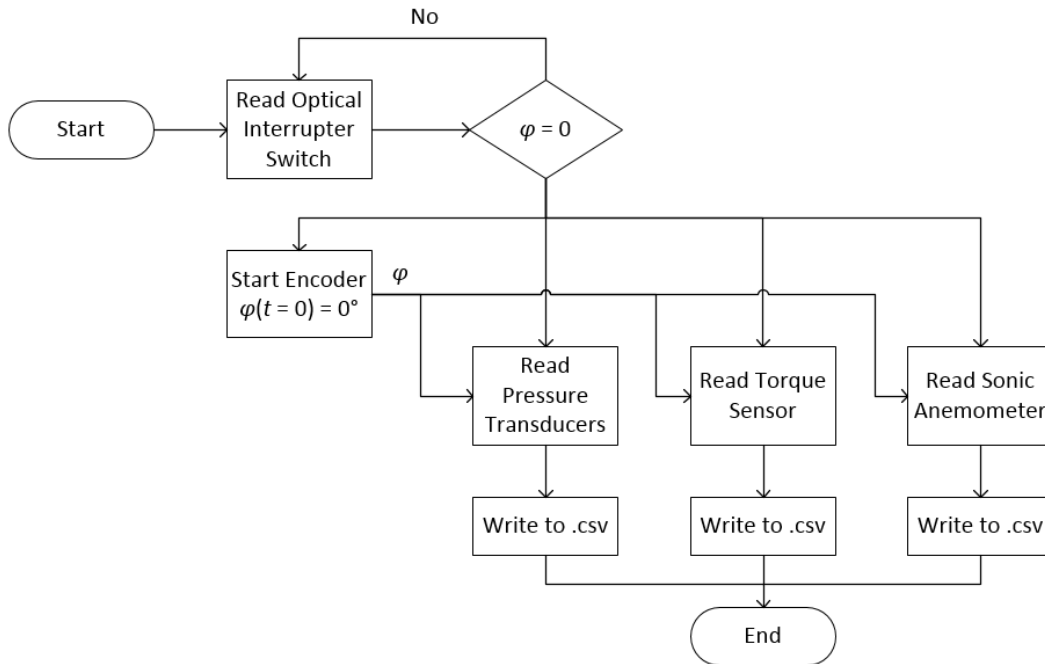 No
Start
Read Optical
Interrupter
Switch
φ = 0
Start Encoder
φ(t = 0) = 0°
φ
Read
Pressure
Transducers
Read Torque
Sensor
Read Sonic
Anemometer
Write to .csv
Write to .csv
Write to .csv
End